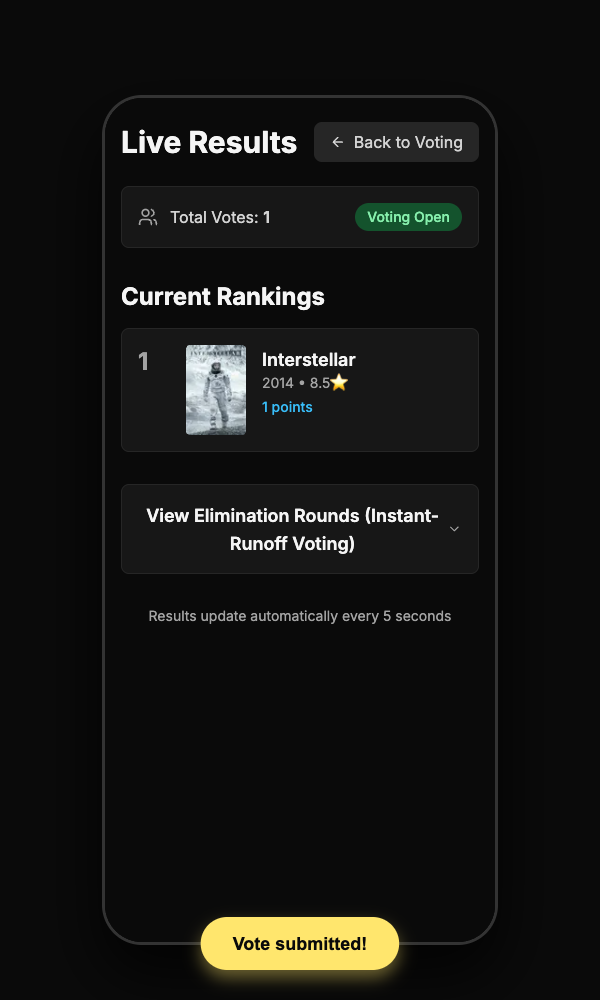 Live Results
Back to Voting
Total Votes: 1
Voting Open
Current Rankings
1
INTERSTELLAR
Interstellar
2014 • 8.5⭐
1 points
View Elimination Rounds (Instant-
Runoff Voting)
Results update automatically every 5 seconds
Vote submitted!